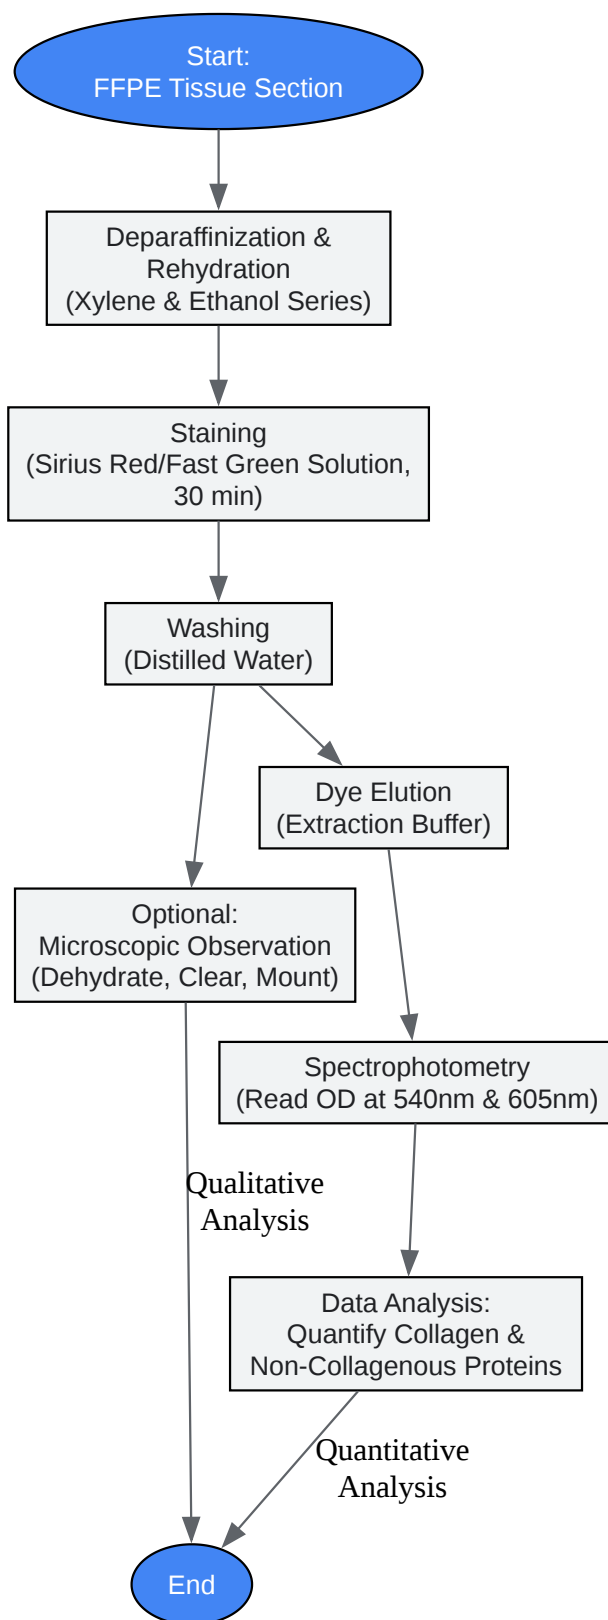 Start:
FFPE Tissue Section
Deparaffinization &
Rehydration
(Xylene & Ethanol Series)
Staining
(Sirius Red/Fast Green Solution,
30 min)
Washing
(Distilled Water)
Dye Elution
(Extraction Buffer)
Optional:
Microscopic Observation
(Dehydrate, Clear, Mount)
Spectrophotometry
(Read OD at 540nm & 605nm)
Qualitative
Analysis
Data Analysis:
Quantify Collagen &
Non-Collagenous Proteins
Quantitative
Analysis
End